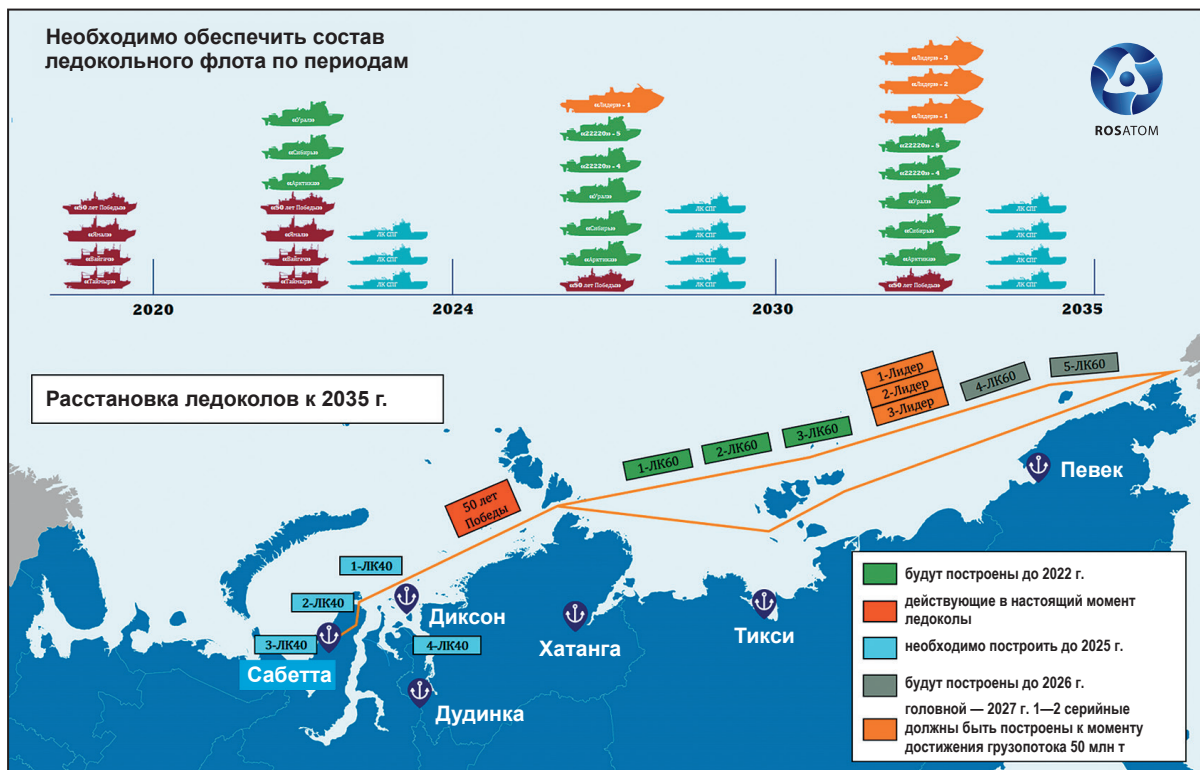 Необходимо обеспечить состав
ледокольного флота по периодам
ROSATOM
«50 лет Победы»
«Ямал»
«Вайгач»
«Таймыр»
«Урал»
«Сибирь»
«Арктика»
«50 лет Победы»
«Ямал»
«Вайгач»
«Таймыр»
ЛК СПГ
ЛК СПГ
ЛК СПГ
«Лидер» - 1
«22220» - 5
«22220» - 4
«Урал»
«Сибирь»
«Арктика»
«50 лет Победы»
ЛК СПГ
ЛК СПГ
ЛК СПГ
ЛК СПГ
«Лидер» - 3
«Лидер» - 2
«Лидер» - 1
«22220» - 5
«22220» - 4
«Урал»
«Сибирь»
«Арктика»
«50 лет Победы»
ЛК СПГ
ЛК СПГ
ЛК СПГ
ЛК СПГ
2020
2024
2030
2035
Расстановка ледоколов к 2035 г.
1-Лидер
2-Лидер
3-Лидер
4-ЛК60
5-ЛК60
1-ЛК60
2-ЛК60
3-ЛК60
50 лет
Победы
1-ЛК40
2-ЛК40
3-ЛК40
4-ЛК40
Сабетта
Диксон
Дудинка
Хатанга
Тикси
Певек
будут построены до 2022 г.
действующие в настоящий момент
ледоколы
необходимо построить до 2025 г.
будут построены до 2026 г.
головной — 2027 г. 1—2 серийные
должны быть построены к моменту
достижения грузопотока 50 млн т